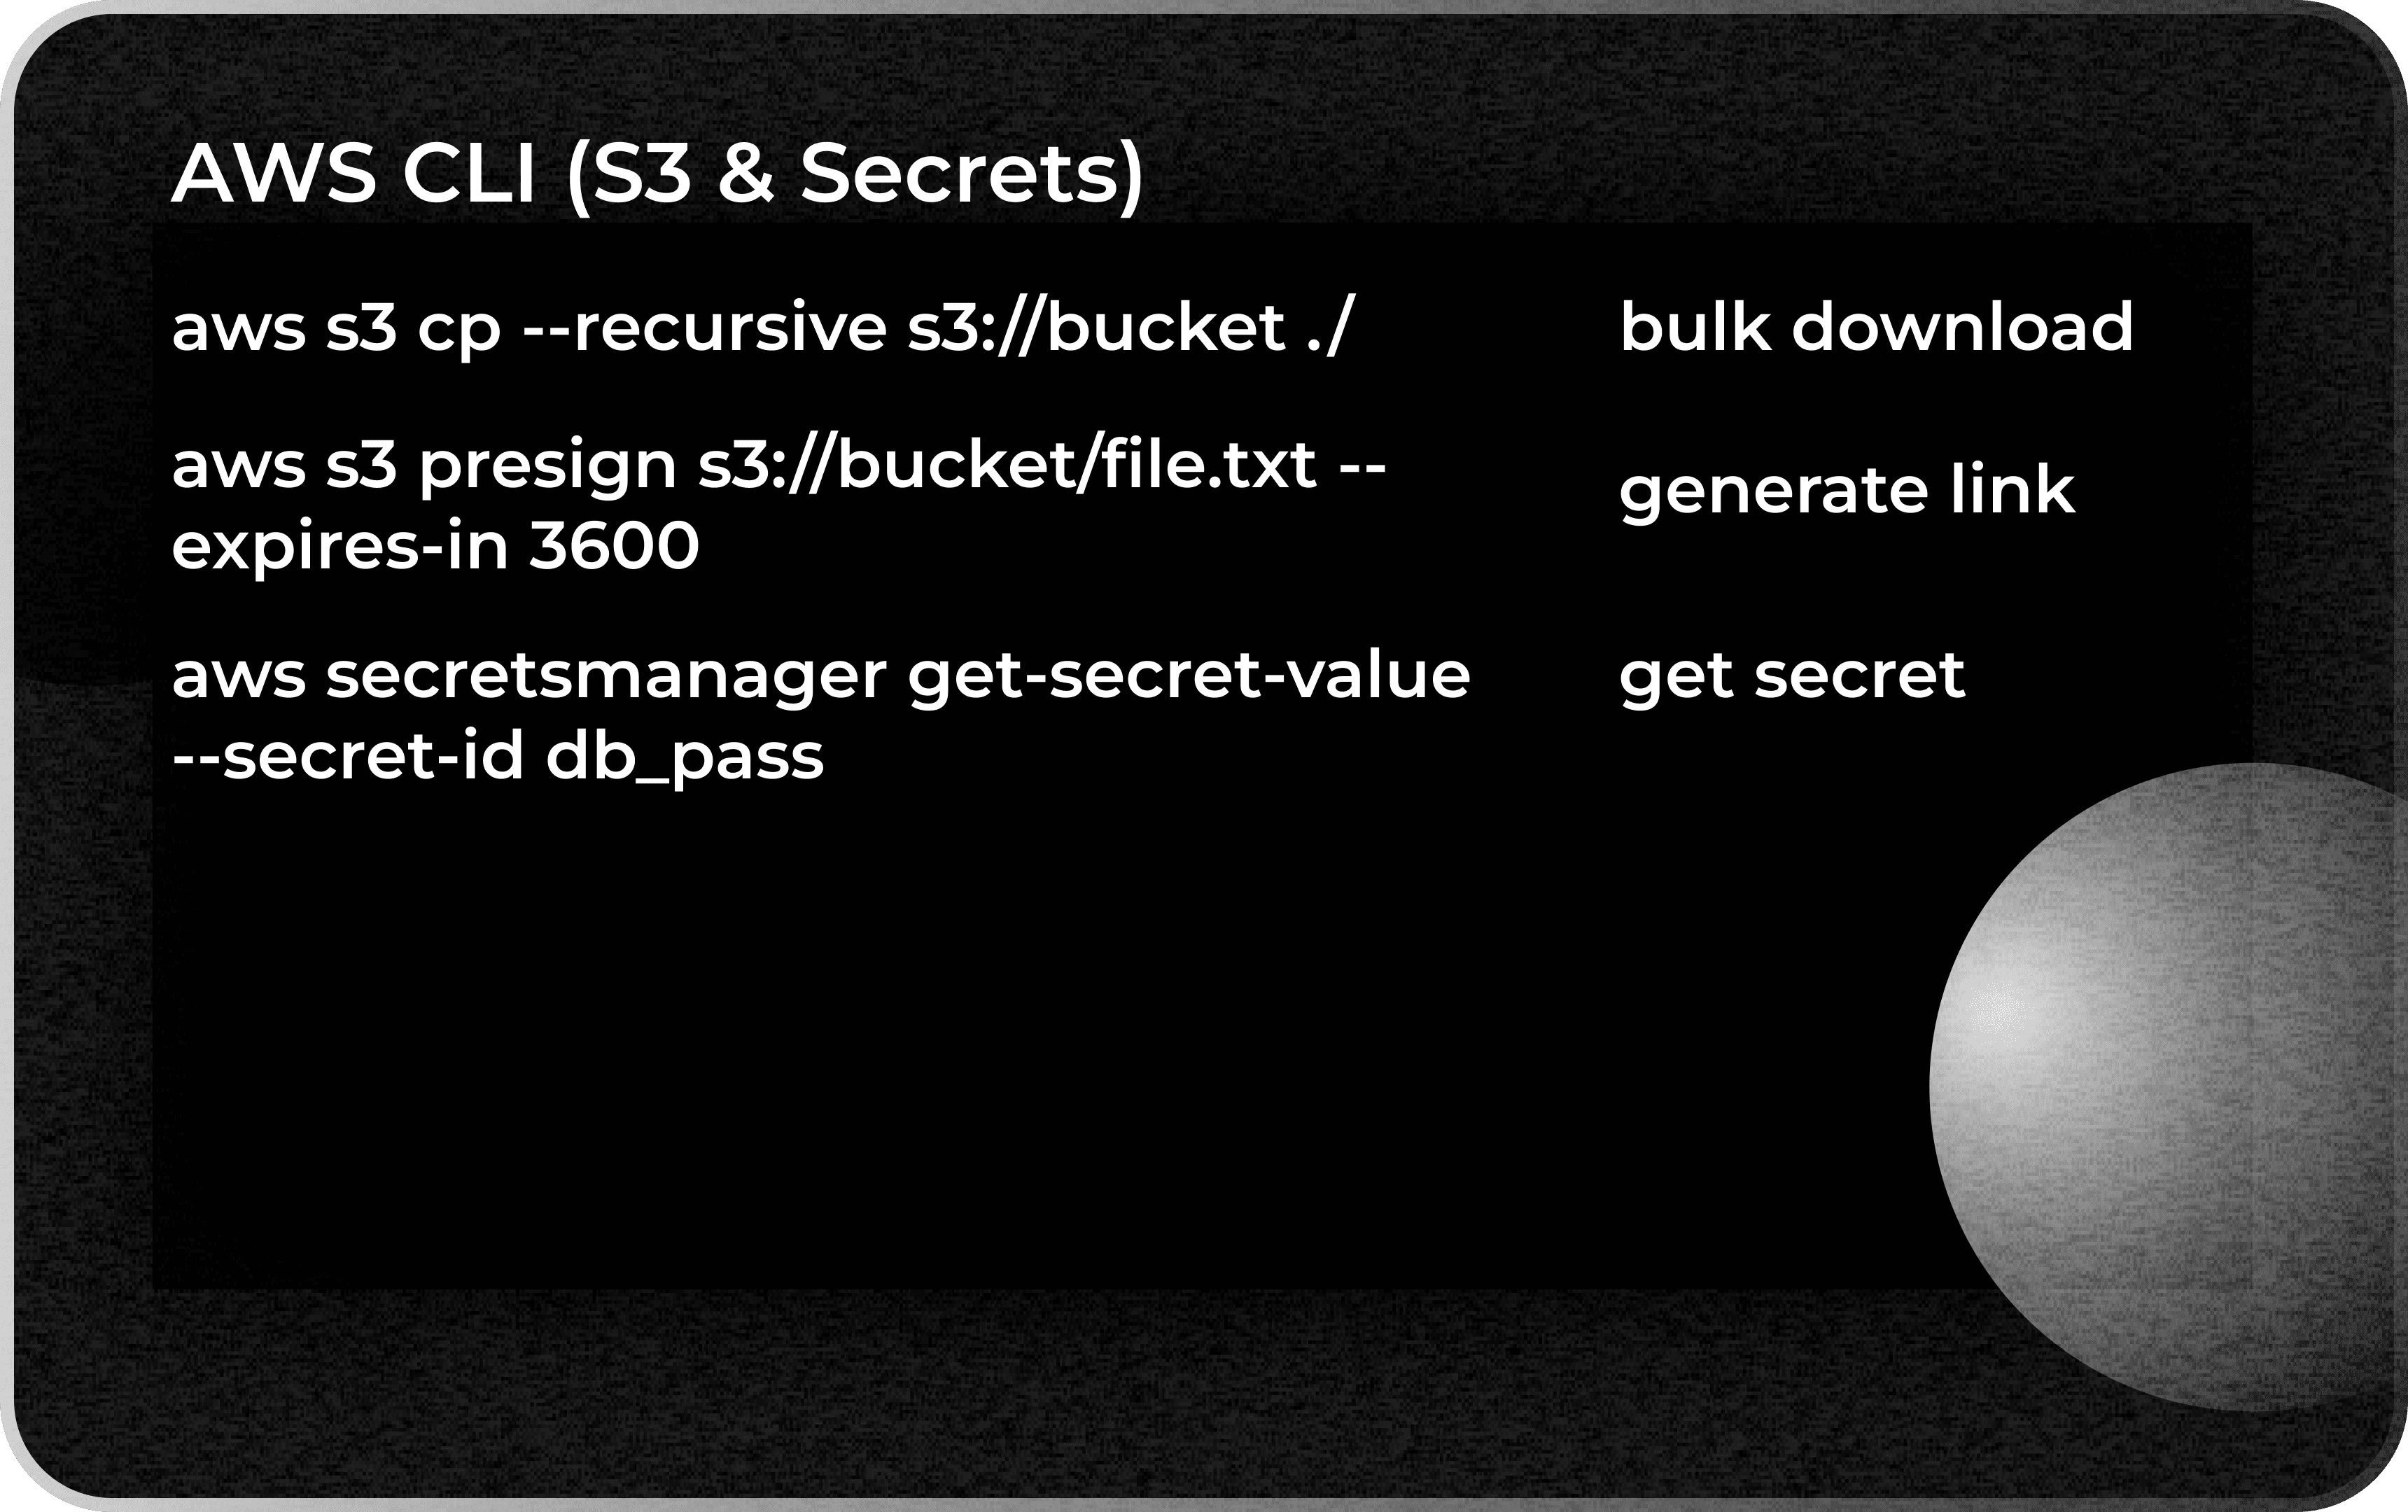 AWS CLI (S3 & Secrets)
aws s3 cp --recursive s3://bucket ./
bulk download
aws s3 presign s3://bucket/file.txt --
expires-in 3600
generate link
aws secretsmanager get-secret-value
--secret-id db_pass
get secret